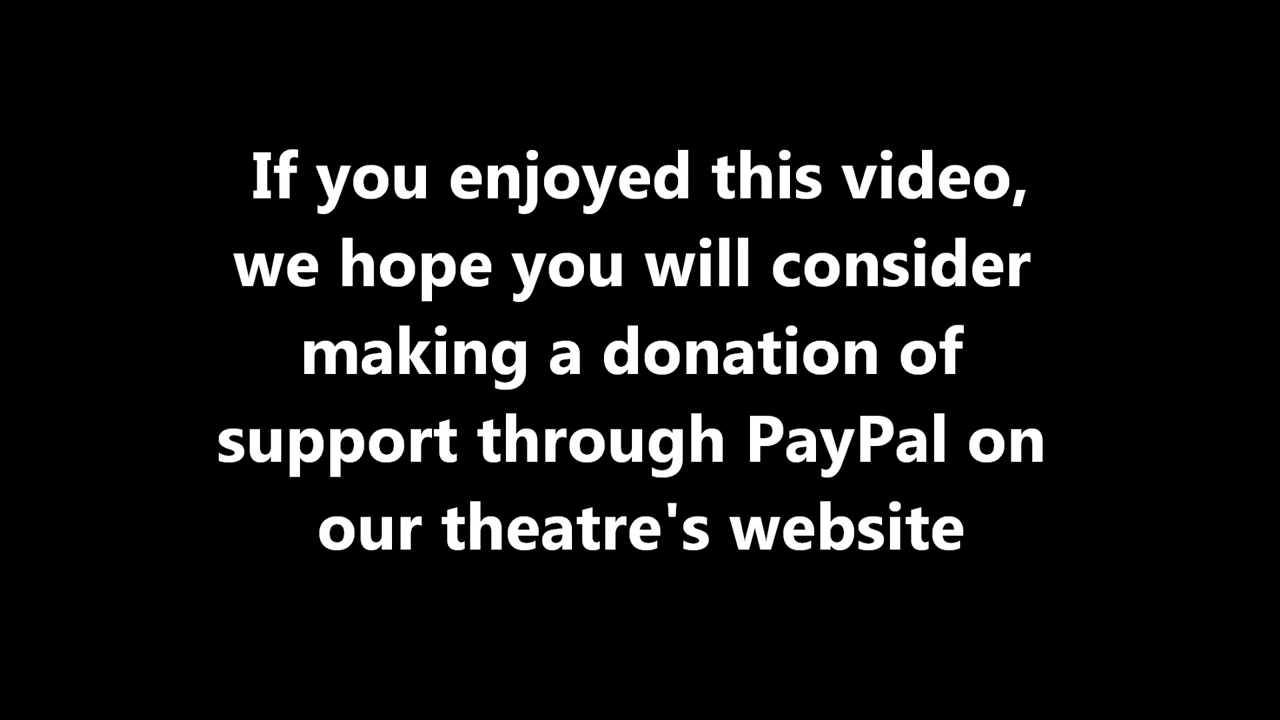 If you enjoyed this video,
we hope you will consider
making a donation of
support through PayPal on
our theatre's website